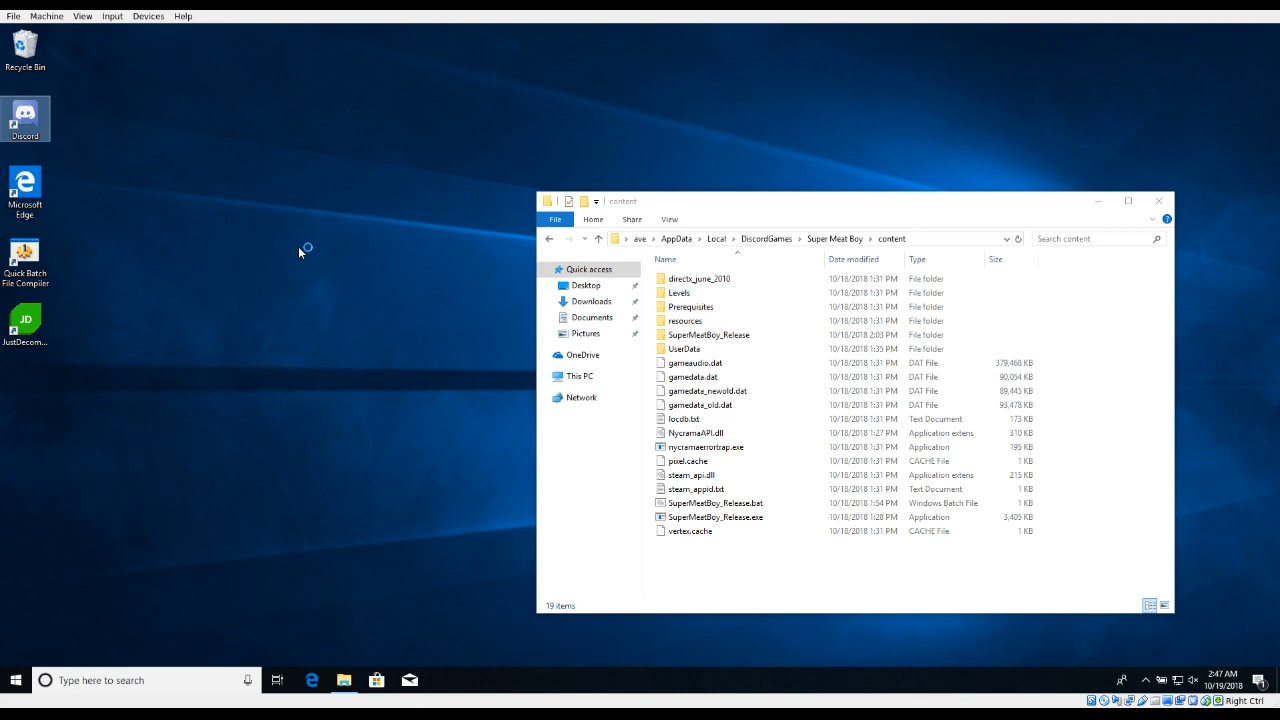 File Machine View Input Devices Help
Recycle Bin
Discord
Microsoft
Edge
Quick Batch
File Compiler
JD
JustDecom...
content
File Home Share View
ave AppData Local DiscordGames Super Meat Boy content
Search content
Quick access
Desktop
Downloads
Documents
Pictures
OneDrive
This PC
Network
Name Date modified Type Size
directx_june_2010 10/18/2018 1:31 PM File folder
Levels 10/18/2018 1:31 PM File folder
Prerequisites 10/18/2018 1:31 PM File folder
resources 10/18/2018 1:31 PM File folder
SuperMeatBoy_Release 10/18/2018 2:03 PM File folder
UserData 10/18/2018 1:35 PM File folder
gameaudio.dat 10/18/2018 1:31 PM DAT File 379,468 KB
gamedata.dat 10/18/2018 1:31 PM DAT File 90,054 KB
gamedata_newold.dat 10/18/2018 1:31 PM DAT File 89,445 KB
gamedata_old.dat 10/18/2018 1:31 PM DAT File 93,478 KB
locdb.txt 10/18/2018 1:31 PM Text Document 173 KB
NycramaAPI.dll 10/18/2018 1:27 PM Application extens 310 KB
nycramaerrortrap.exe 10/18/2018 1:31 PM Application 195 KB
pixel.cache 10/18/2018 1:31 PM CACHE File 1 KB
steam_api.dll 10/18/2018 1:31 PM Application extens 215 KB
steam_appid.txt 10/18/2018 1:31 PM Text Document 1 KB
SuperMeatBoy_Release.bat 10/18/2018 1:54 PM Windows Batch File 1 KB
SuperMeatBoy_Release.exe 10/18/2018 1:28 PM Application 3,405 KB
vertex.cache 10/18/2018 1:31 PM CACHE File 1 KB
19 items
Type here to search
2:47 AM
10/19/2018
1
Right Ctrl